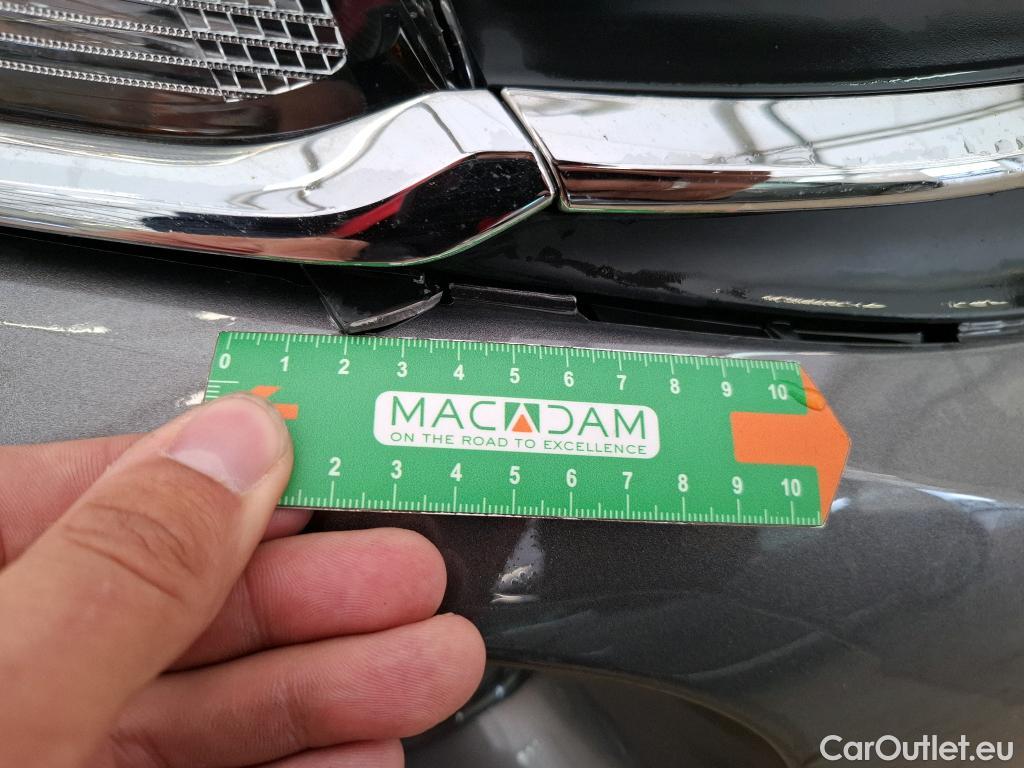 0 1 2 3 4 5 6 7 8 9 10
MACADAM
ON THE ROAD TO EXCELLENCE
2 3 4 5 6 7 8 9 10
CarOutlet.eu